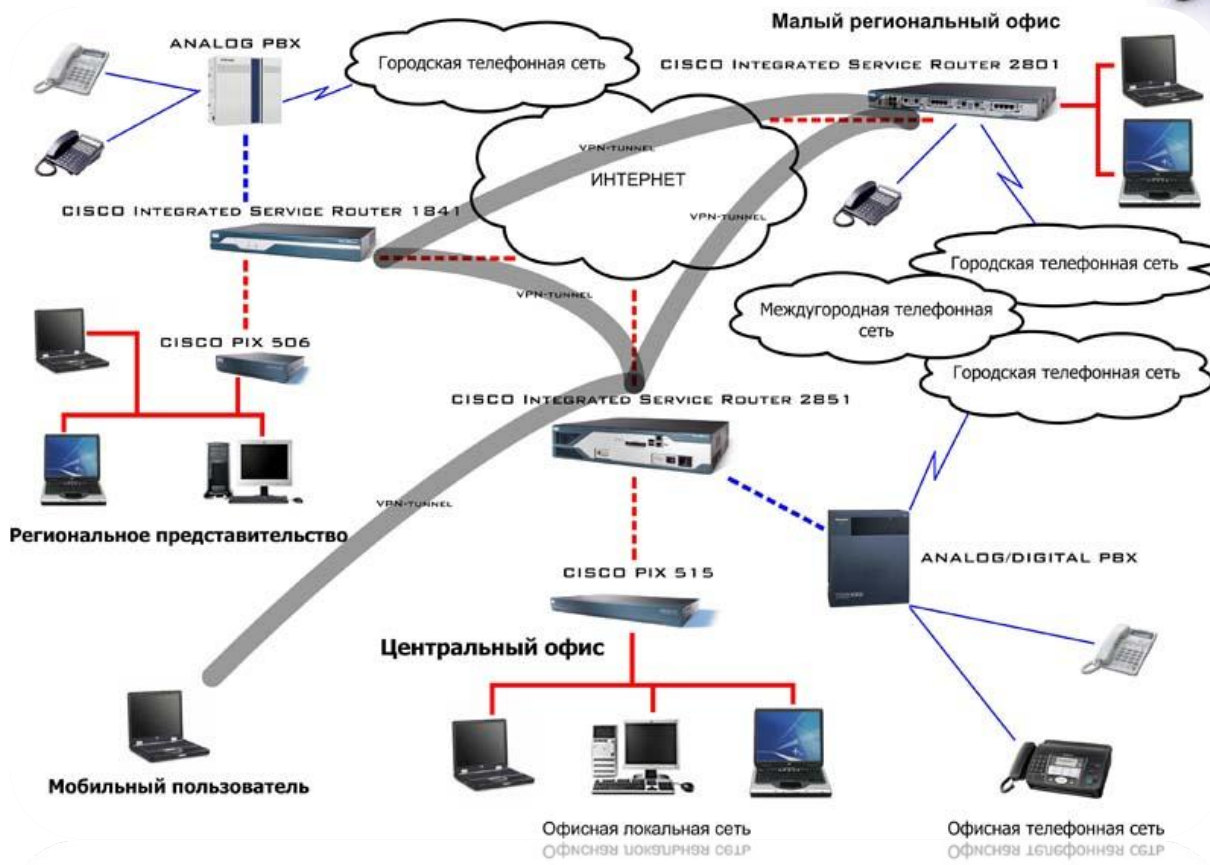 Малый региональный офис
ANALOG PBX
Городская телефонная сеть
CISCO INTEGRATED SERVICE ROUTER 2801
VPN-TUNNEL
ИНТЕРНЕТ
VPN-TUNNEL
CISCO INTEGRATED SERVICE ROUTER 1841
Городская телефонная сеть
VPN-TUNNEL
Междугородная телефонная
сеть
CISCO PIX 506
Городская телефонная сеть
CISCO INTEGRATED SERVICE ROUTER 2851
VPN-TUNNEL
Региональное представительство
ANALOG/DIGITAL PBX
CISCO PIX 515
Центральный офис
Мобильный пользователь
Офисная локальная сеть
Офисная телефонная сеть